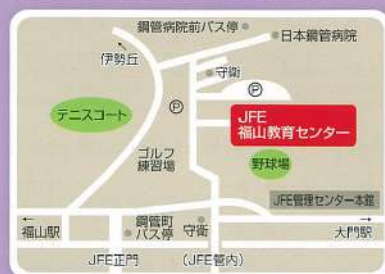 鋼管病院前バス停
日本鋼管病院
伊勢丘
守衛
P
P
テニスコート
JFE
福山教育センター
ゴルフ
練習場
野球場
JFE管理センター本館
←
福山駅
鋼管町
バス停
守衛
→
大門駅
JFE正門
(JFE管内)